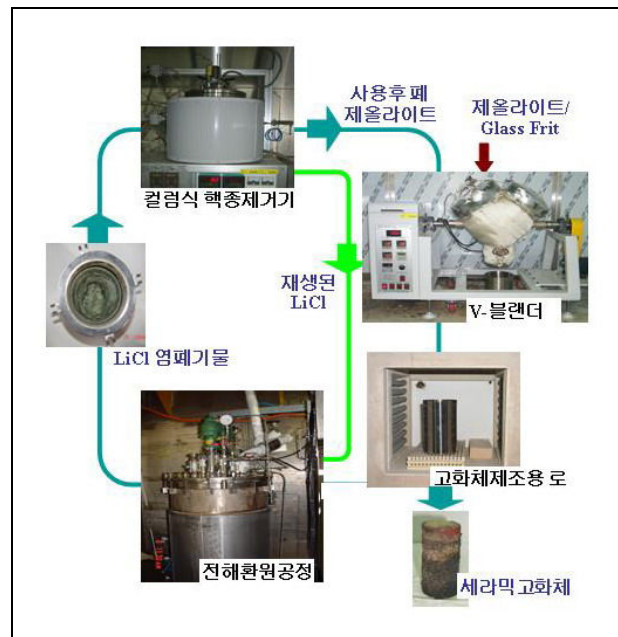 사용후폐
제올라이트
제올라이트/
Glass Frit
컬럼식 핵종제거기
재생된
LiCl
V-블랜더
LiCl 염폐기물
고화체제조용 로
전해환원공정
세라믹고화체